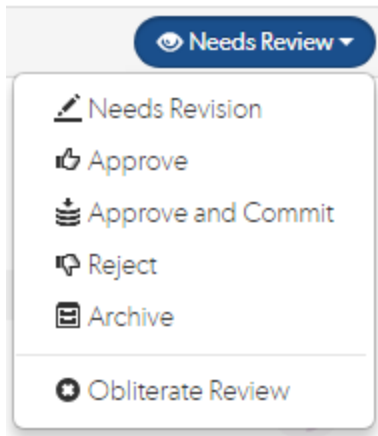 Needs Review
Needs Revision
Approve
Approve and Commit
Reject
Archive
Obliterate Review